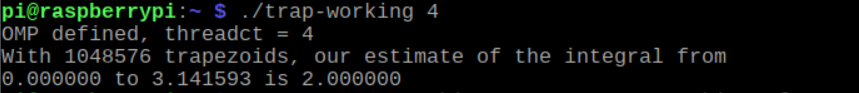 pi@raspberrypi:~ $ ./trap-working 4
OMP defined, threadct = 4
With 1048576 trapezoids, our estimate of the integral from
0.000000 to 3.141593 is 2.000000